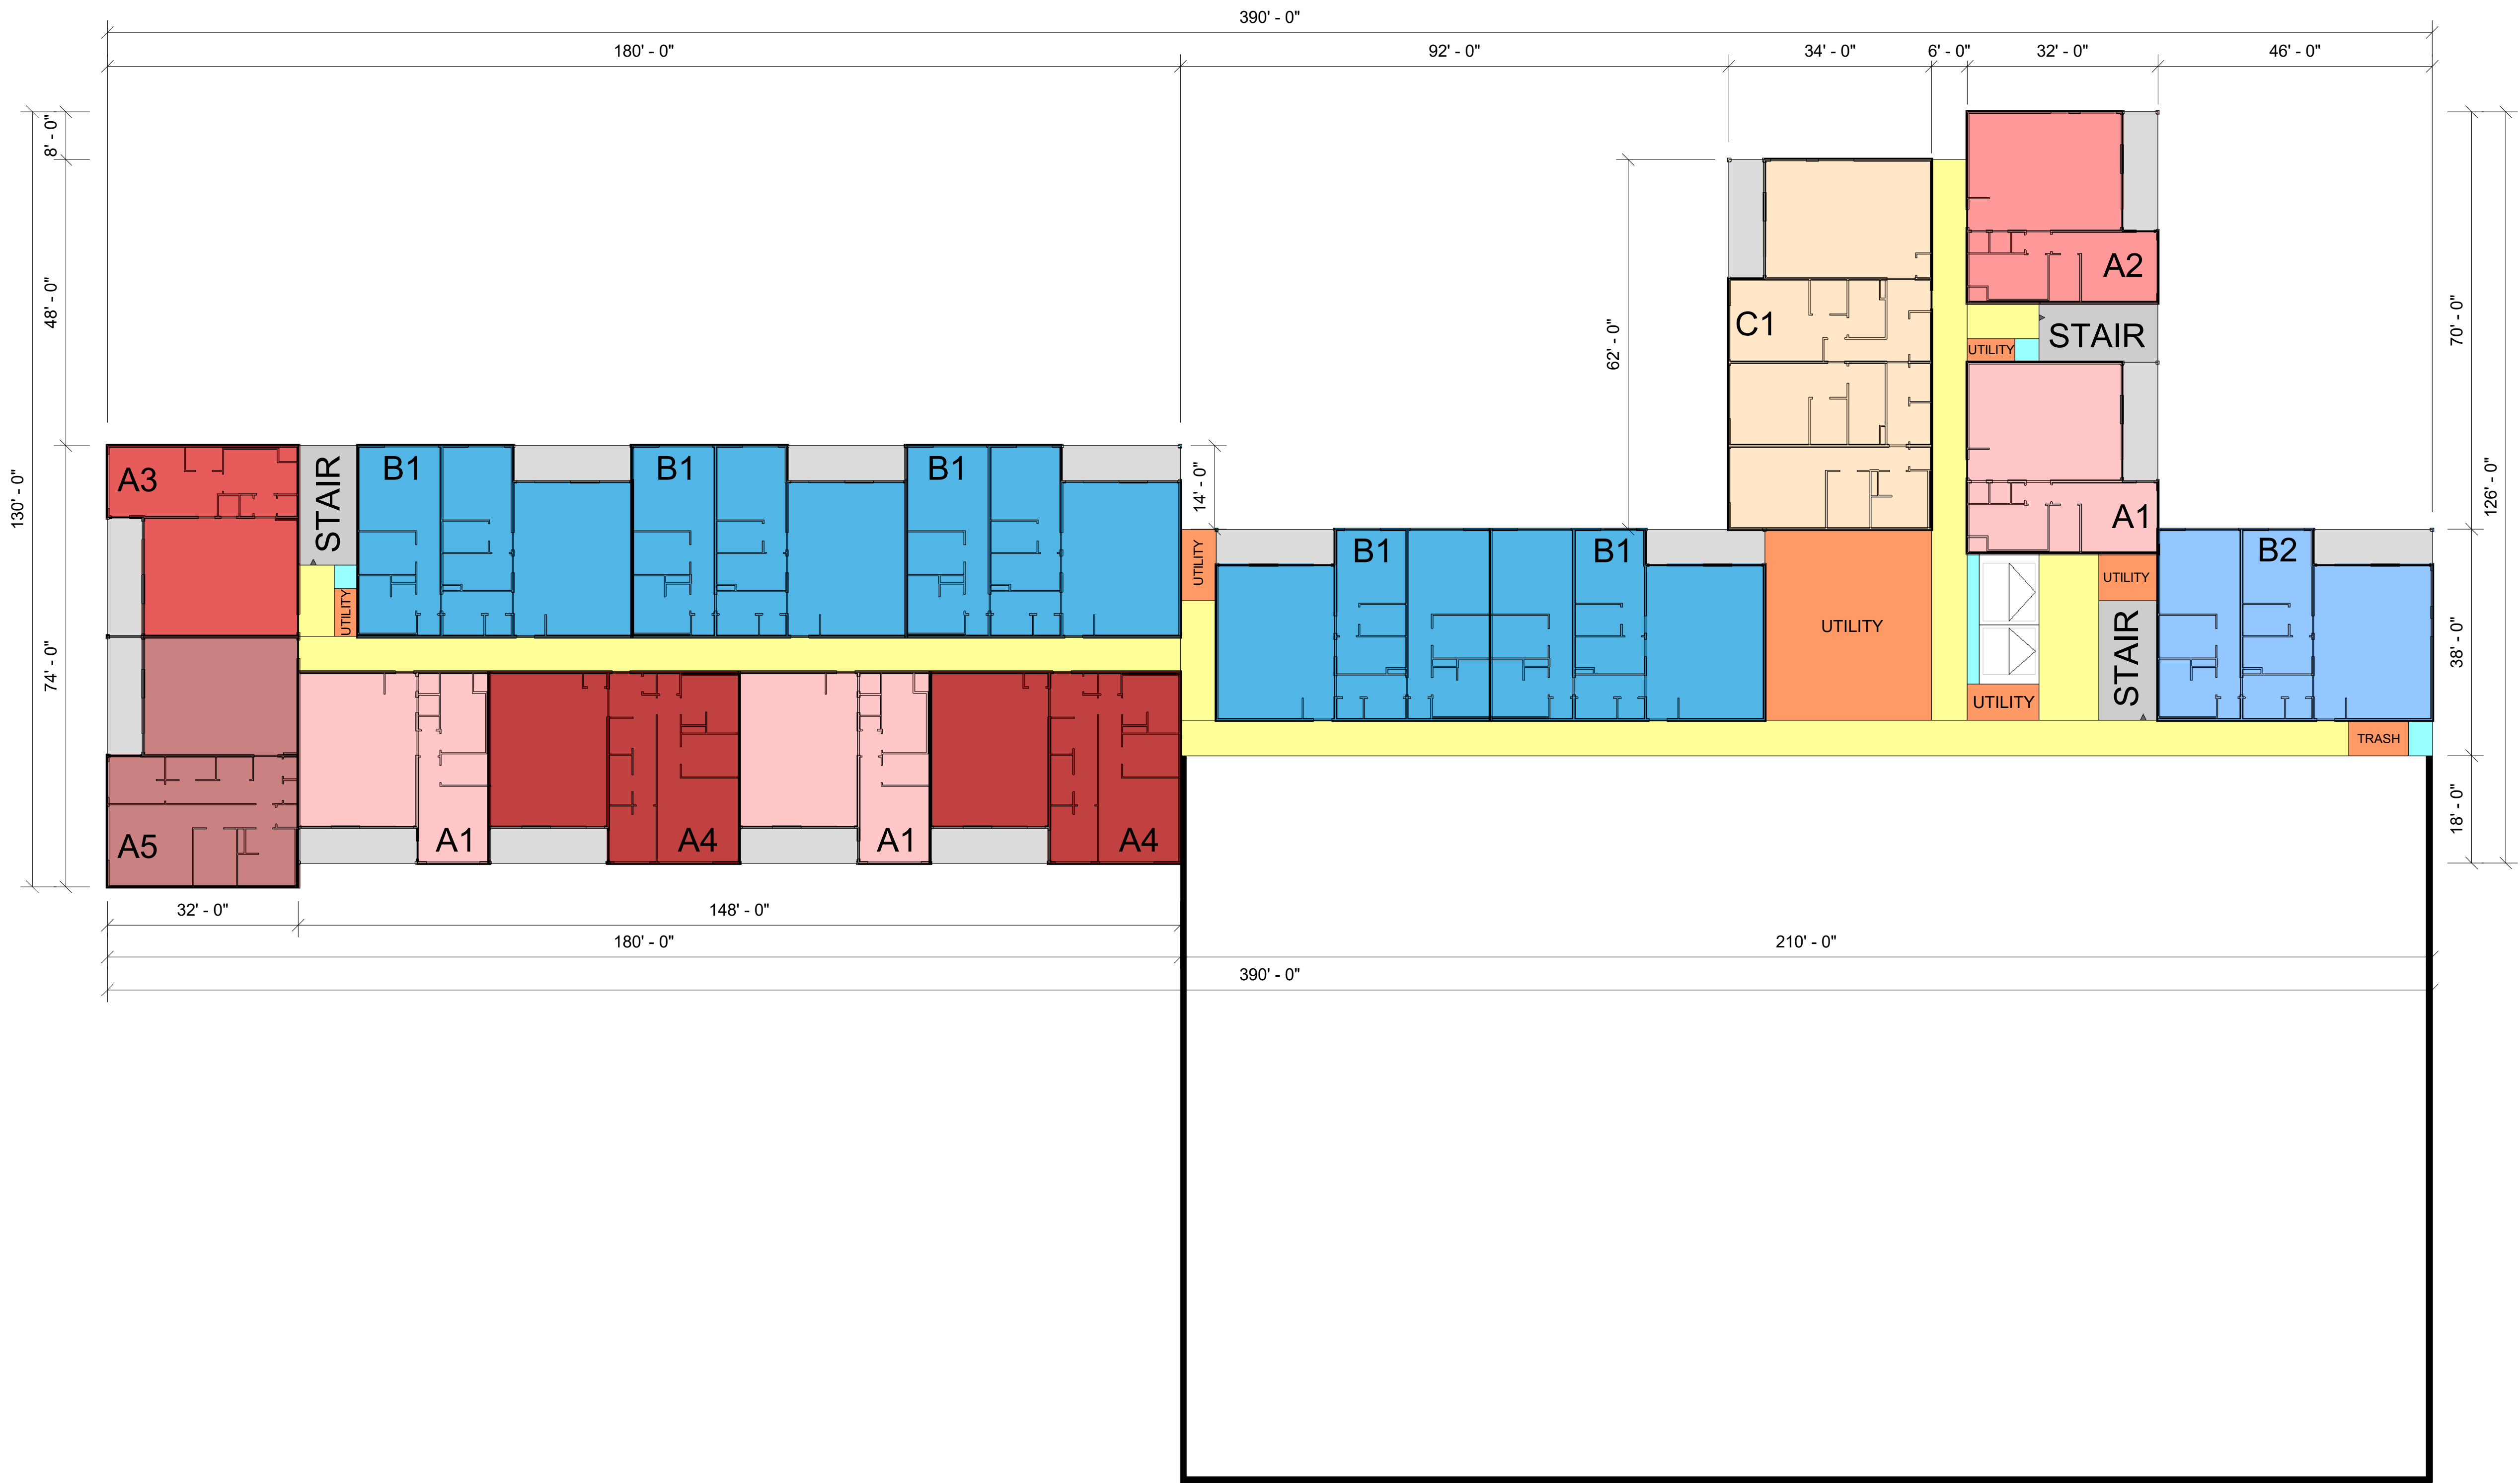 390' - 0"
180' - 0"
92' - 0"
34' - 0"
6' - 0"
32' - 0"
46' - 0"
8' - 0"
48' - 0"
130' - 0"
74' - 0"
62' - 0"
14' - 0"
70' - 0"
126' - 0"
38' - 0"
18' - 0"
A2
C1
STAIR
UTILITY
A3
STAIR
B1
B1
B1
A1
UTILITY
B1
B1
B2
UTILITY
UTILITY
UTILITY
STAIR
UTILITY
TRASH
A5
A1
A4
A1
A4
32' - 0"
148' - 0"
180' - 0"
210' - 0"
390' - 0"